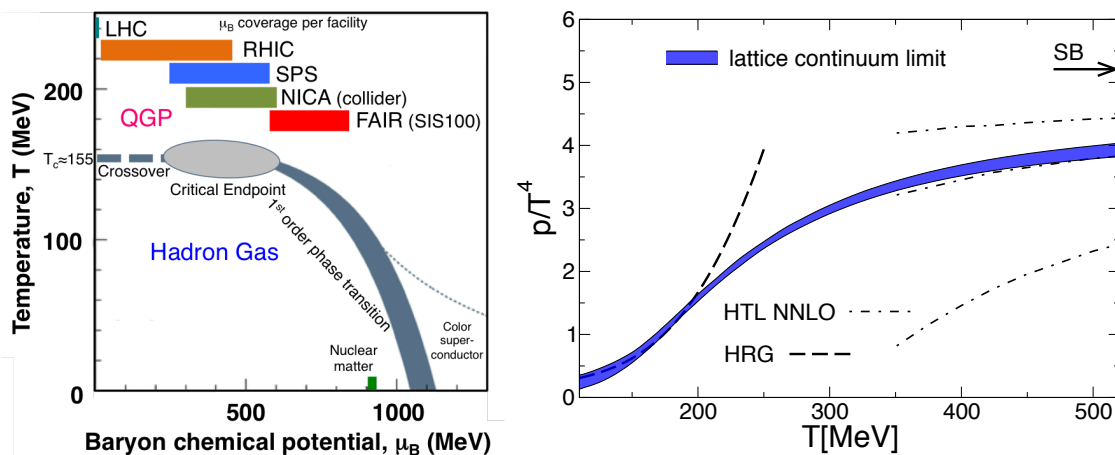 LHC
μB coverage per facility
RHIC
SPS
NICA (collider)
FAIR (SIS100)
QGP
Tc≈155
Crossover
Critical Endpoint
1st order phase transition
Hadron Gas
Color
super-
conductor
Nuclear
matter
200
100
0
500
1000
Temperature, T (MeV)
Baryon chemical potential, μB (MeV)
6
5
4
3
2
1
0
p/T4
lattice continuum limit
SB
HTL NNLO
HRG
200
300
400
500
T[MeV]